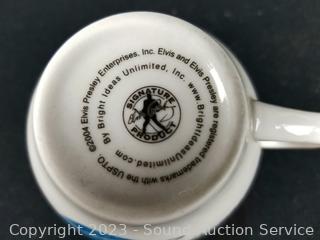 ©2004 Elvis Presley Enterprises, Inc. Elvis and Elvis Presley are registered trademarks with the USPTO.
By Bright Ideas Unlimited, Inc. www.BrightIdeasUnlimited.com
SIGNATURE
PRODUCT
Copyright 2023 - Sound Auction Service